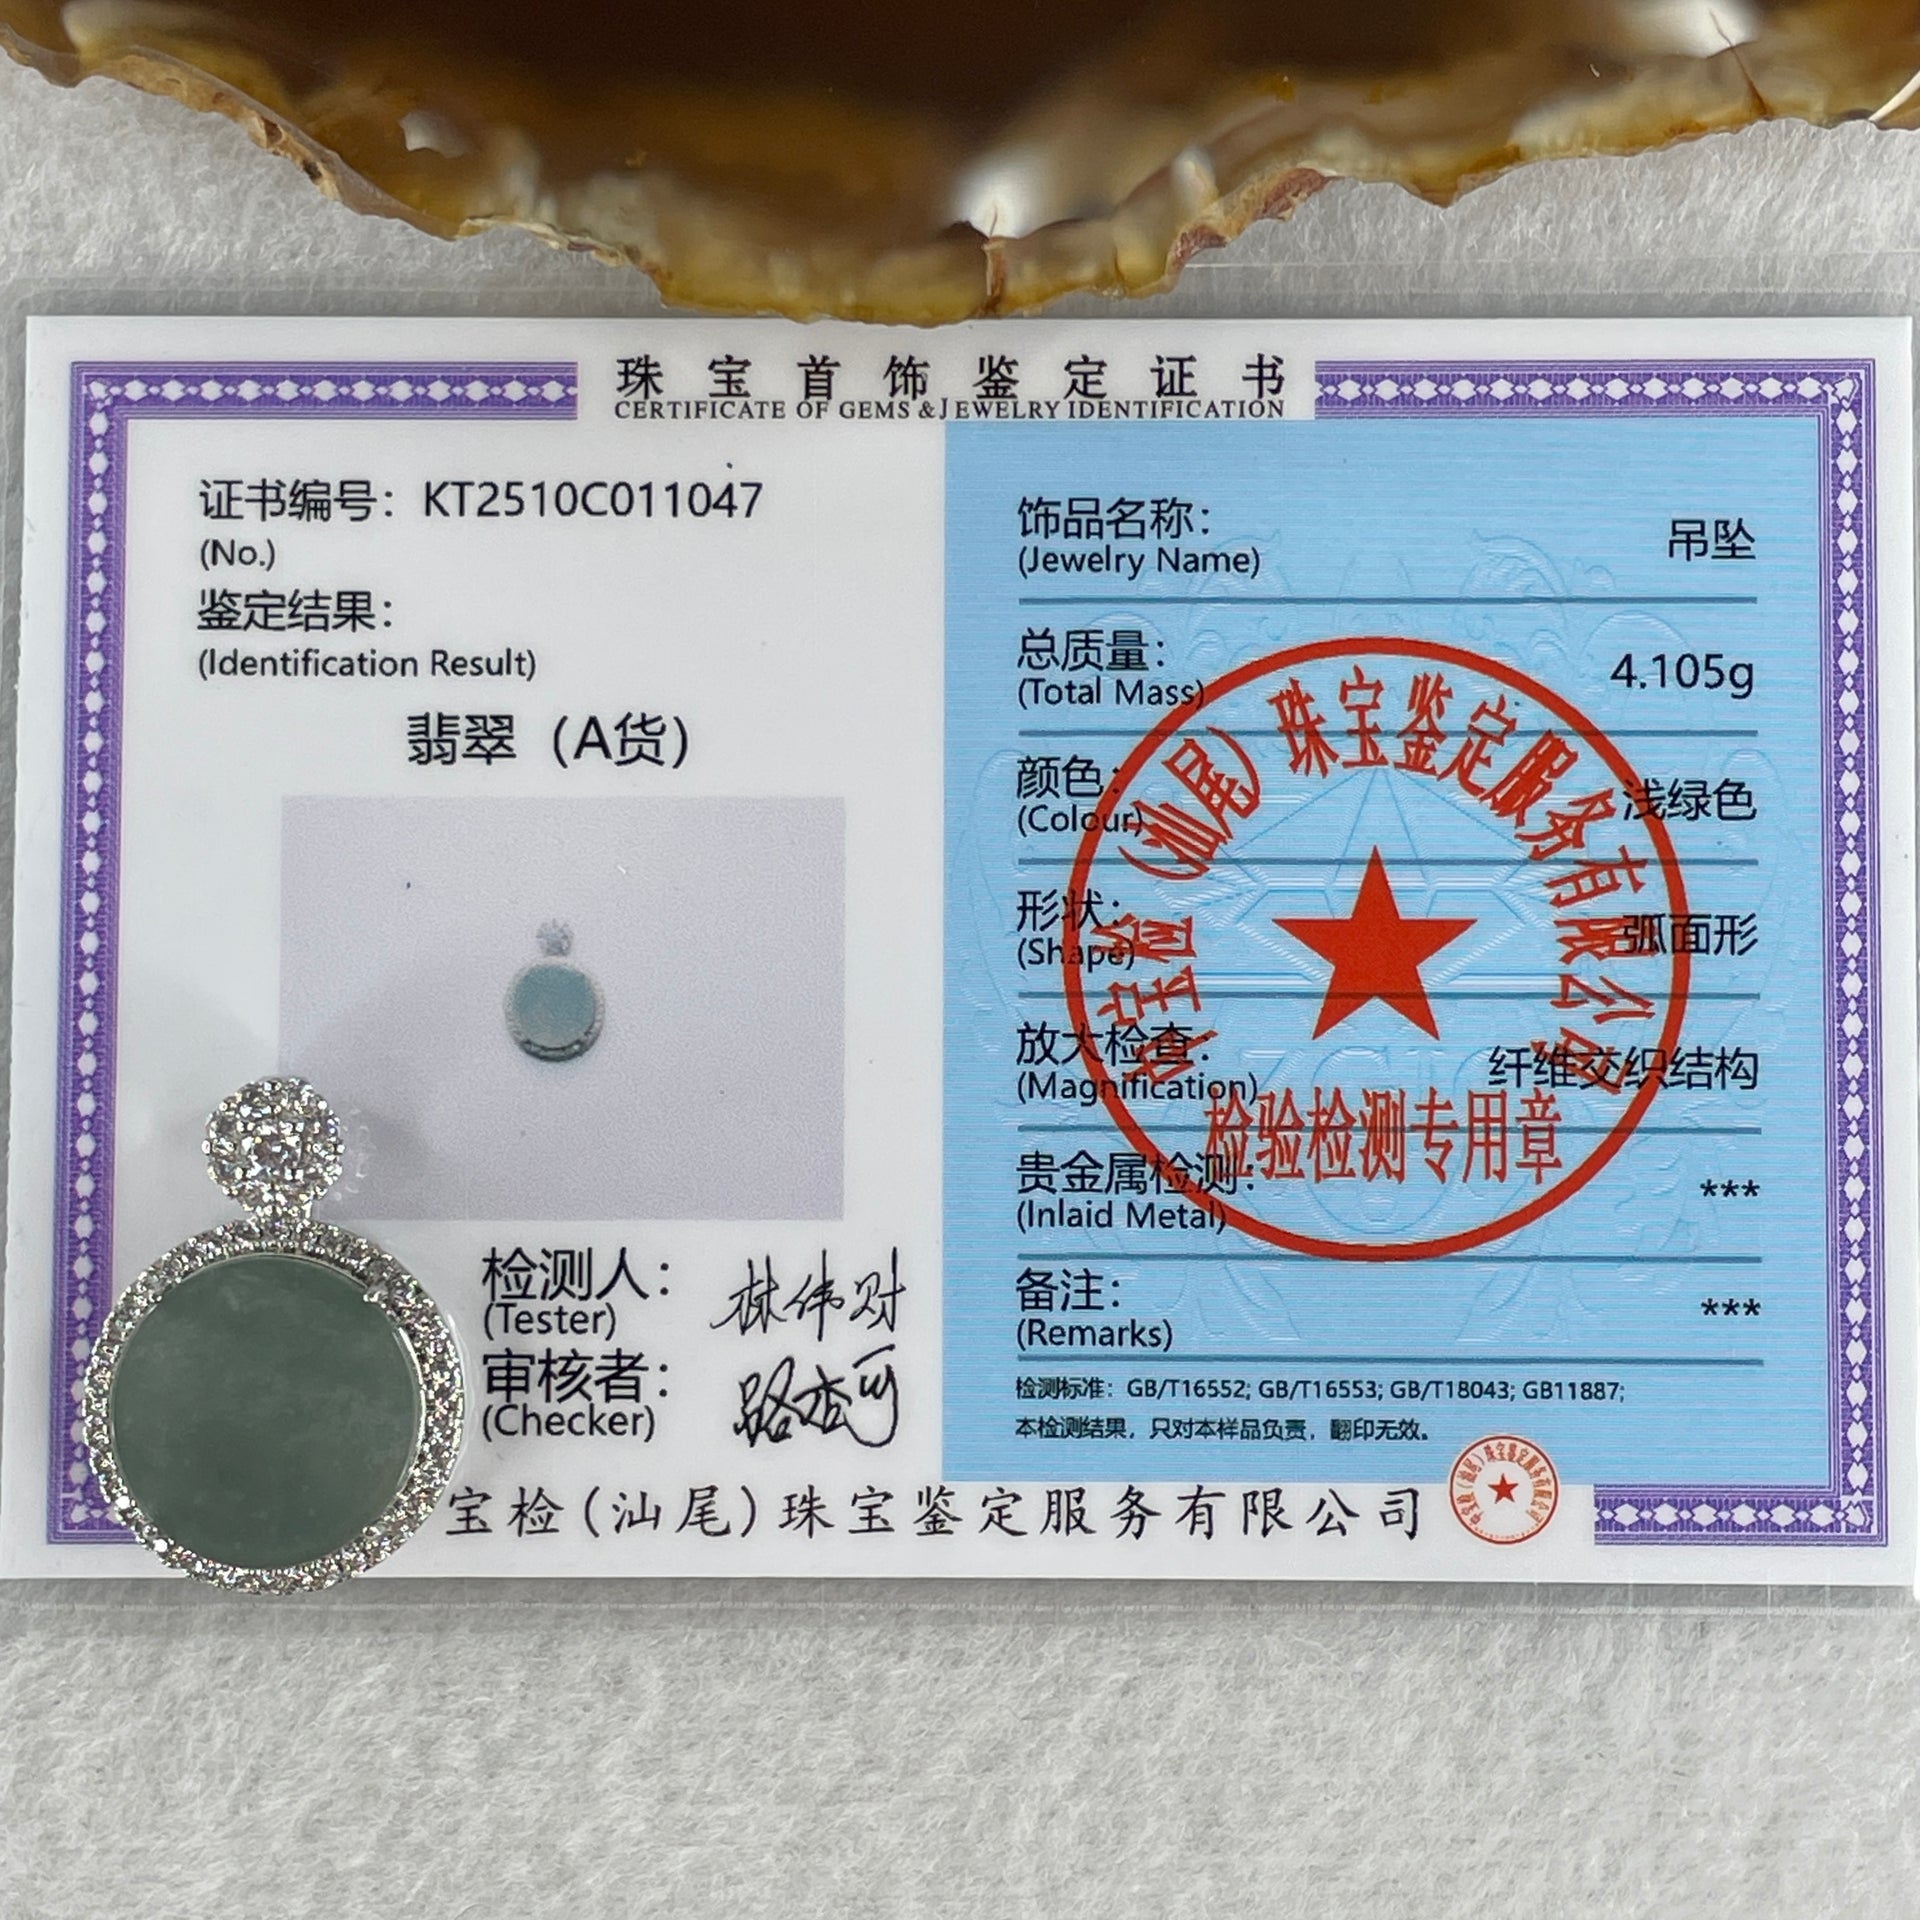 珠宝首饰鉴定证书
CERTIFICATE OF GEMS &JEWELRY IDENTIFICATION
证书编号：KT2510C011047
(No.)
鉴定结果：
(Identification Result)
翡翠（A货）
检测人：
(Tester)
林伟财
审核者：
(Checker)
饰品名称：
吊坠
(Jewelry Name)
总质量：
4.105g
(Total Mass)
颜色：
浅绿色
(Colour)
形状：
弧面形
(Shape)
放大检查：
纤维交织结构
(Magnification)
贵金属检测：
***
(Inlaid Metal)
备注：
***
(Remarks)
检测标准：GB/T16552; GB/T16553; GB/T18043; GB11887;
本检测结果，只对本样品负责，翻印无效。
(汕尾)珠宝鉴定服务有限公司
检验检测专用章
宝检(汕尾)珠宝鉴定服务有限公司